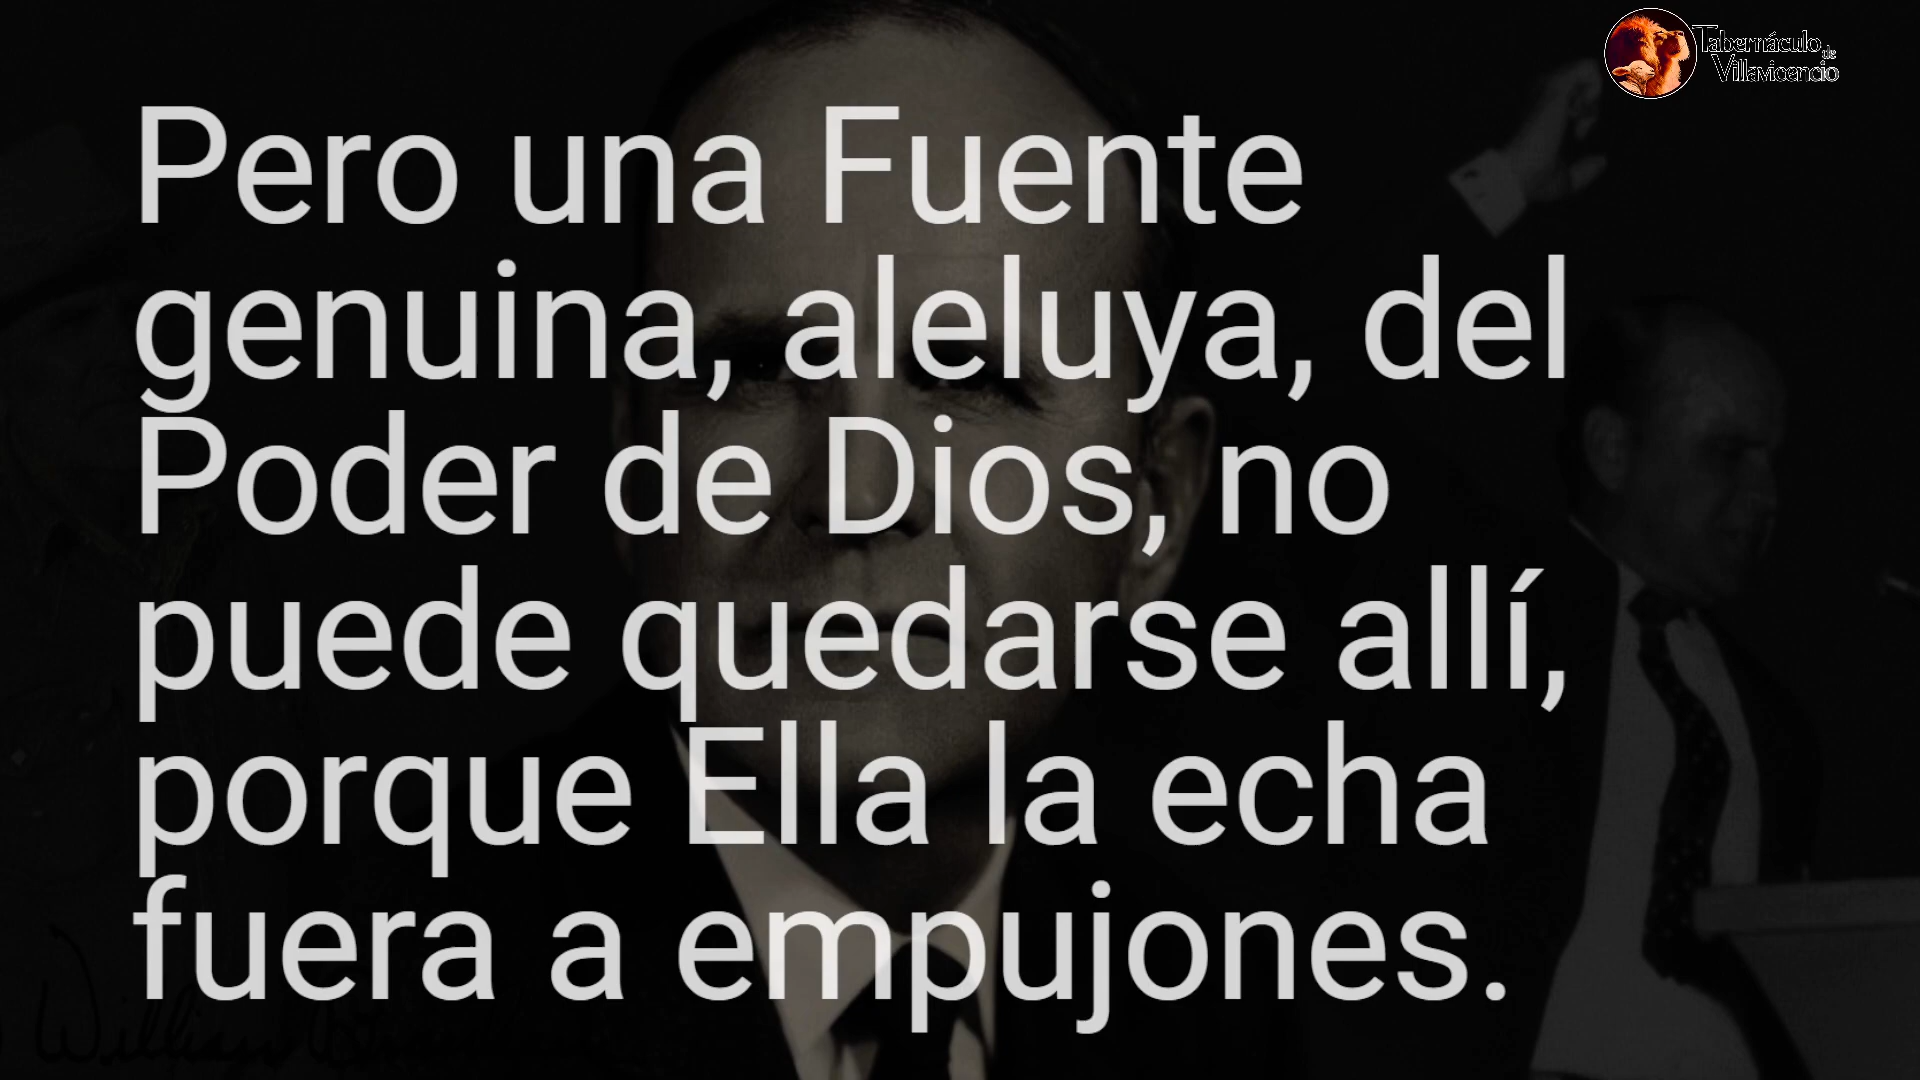 Tabernáculo
de
Villavicencio
Pero una Fuente
genuina, aleluya, del
Poder de Dios, no
puede quedarse allí,
porque Ella la echa
fuera a empujones.
William